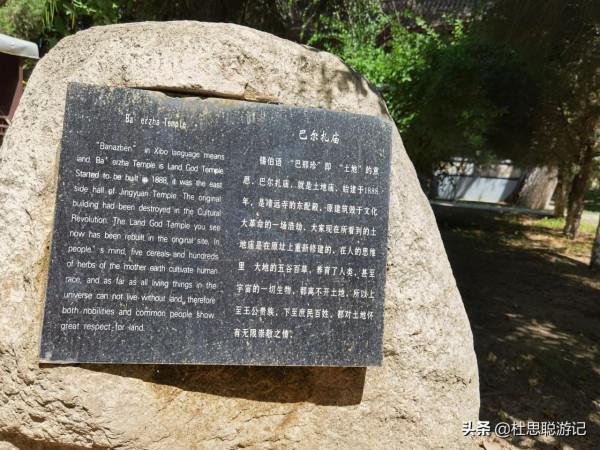 Ba' erzha Temple
"Banazhen" in Xibo language means
land. Ba' erzha Temple is Land God Temple.
Started to be built in 1888, it was the east
side hall of Jingyuan Temple. The original
building had been destroyed in the Cultural
Revolution. The Land God Temple you see
now has been rebuilt in the original site. In
people's mind, five cereals and hundreds
of herbs of the mother earth cultivate human
race, and as far as all living things in the
universe can not live without land, therefore
both nobilities and common people show
great respect for land.
巴尔扎庙
锡伯语"巴那珍"即"土地"的意
思。巴尔扎庙,就是土地庙,始建于1888
年,是靖远寺的东配殿,原建筑毁于文化
大革命的一场浩劫,大家现在所看到的土
地庙是在原址上重新修建的。在人的思维
里 大地的五谷百草,养育了人类,甚至
宇宙的一切生物,都离不开土地,所以上
至王公贵族,下至庶民百姓,都对土地怀
有无限崇敬之情。
头条 @杜思聪游记